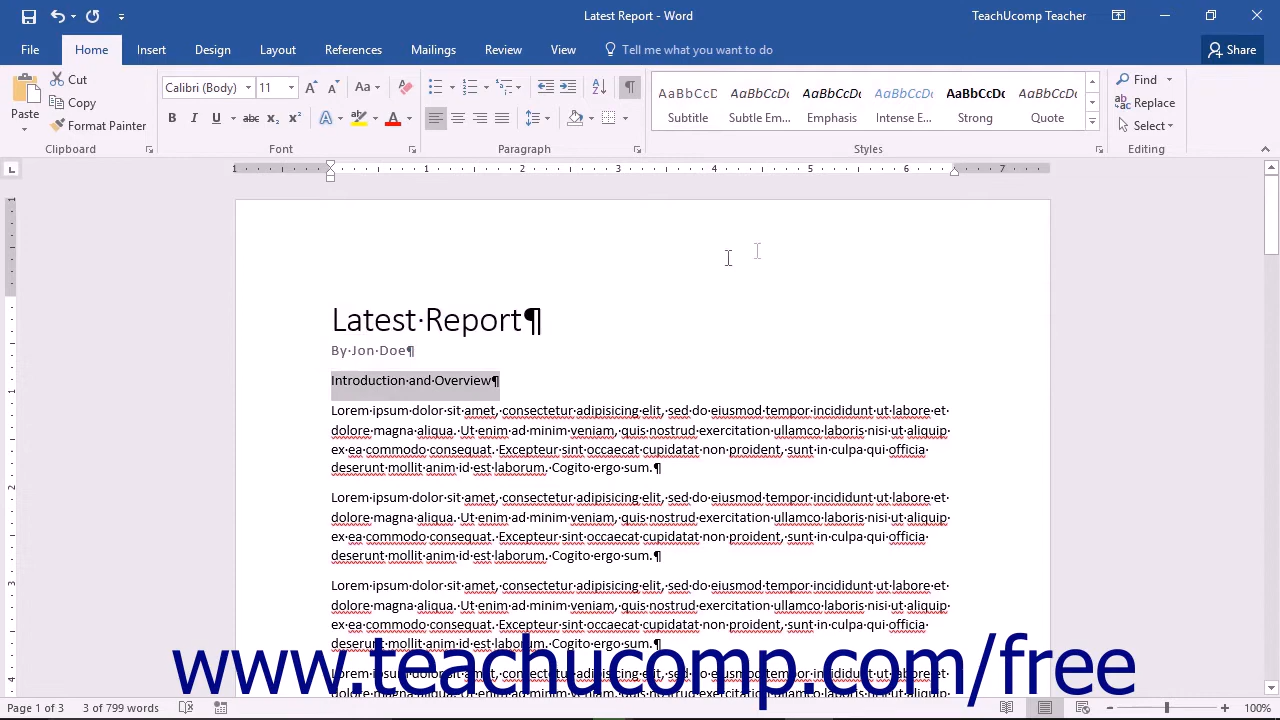 Latest Report - Word
TeachUcomp Teacher
File Home Insert Design Layout References Mailings Review View Tell me what you want to do Share
Paste
Cut
Copy
Format Painter
Clipboard
Calibri (Body) 11
Font
Paragraph
AaBbCcD AaBbCcDc AaBbCcDc AaBbCcDc AaBbCcDc AaBbCcDc
Subtitle Subtle Em... Emphasis Intense E... Strong Quote
Styles
Find
Replace
Select
Editing
1 1 2 3 4 5 6 7
Latest·Report¶
By·Jon·Doe¶
Introduction·and·Overview¶
Lorem·ipsum·dolor·sit·amet,·consectetur·adipisicing·elit,·sed·do·eiusmod·tempor·incididunt·ut·labore·et·
dolore·magna·aliqua.·Ut·enim·ad·minim·veniam,·quis·nostrud·exercitation·ullamco·laboris·nisi·ut·aliquip·
ex·ea·commodo·consequat.·Excepteur·sint·occaecat·cupidatat·non·proident,·sunt·in·culpa·qui·officia·
deserunt·mollit·anim·id·est·laborum.·Cogito·ergo·sum.¶
Lorem·ipsum·dolor·sit·amet,·consectetur·adipisicing·elit,·sed·do·eiusmod·tempor·incididunt·ut·labore·et·
dolore·magna·aliqua.·Ut·enim·ad·minim·veniam,·quis·nostrud·exercitation·ullamco·laboris·nisi·ut·aliquip·
ex·ea·commodo·consequat.·Excepteur·sint·occaecat·cupidatat·non·proident,·sunt·in·culpa·qui·officia·
deserunt·mollit·anim·id·est·laborum.·Cogito·ergo·sum.¶
Lorem·ipsum·dolor·sit·amet,·consectetur·adipisicing·elit,·sed·do·eiusmod·tempor·incididunt·ut·labore·et·
dolore·magna·aliqua.·Ut·enim·ad·minim·veniam,·quis·nostrud·exercitation·ullamco·laboris·nisi·ut·aliquip·
ex·ea·commodo·consequat.·Excepteur·sint·occaecat·cupidatat·non·proident,·sunt·in·culpa·qui·officia·
deserunt·mollit·anim·id·est·laborum.·Cogito·ergo·sum.¶
www.teachucomp.com/free
Page 1 of 3 3 of 799 words 100%